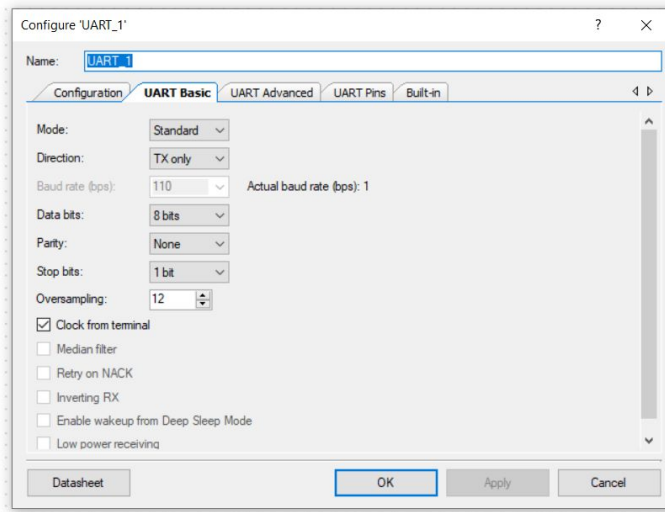 Configure 'UART_1'
?
Name: UART_1
Configuration UART Basic UART Advanced UART Pins Built-in
Mode: Standard
Direction: TX only
Baud rate (bps): 110 Actual baud rate (bps): 1
Data bits: 8 bits
Parity: None
Stop bits: 1 bit
Oversampling: 12
Clock from terminal
Median filter
Retry on NACK
Inverting RX
Enable wakeup from Deep Sleep Mode
Low power receiving
Datasheet OK Apply Cancel